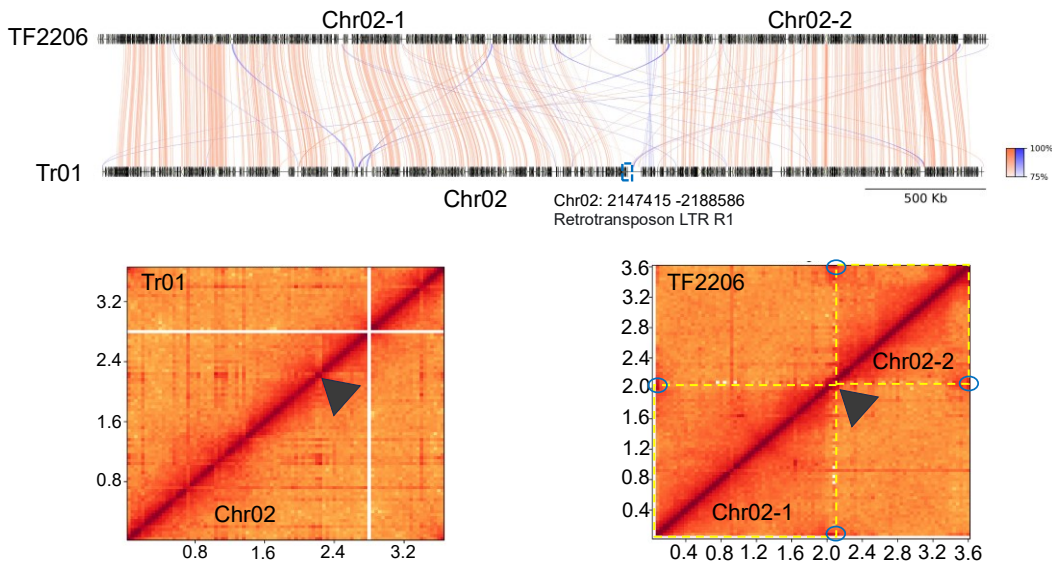 Chr02-1
Chr02-2
TF2206
Tr01
100%
75%
Chr02
Chr02: 2147415 -2188586
500 Kb
Retrotransposon LTR R1
Tr01
3.2
2.4
1.6
0.8
Chr02
0.8
1.6
2.4
3.2
TF2206
3.6
3.2
2.8
2.4
2.0
1.6
1.2
0.8
0.4
Chr02-2
Chr02-1
0.4
0.8
1.2
1.6
2.0
2.4
2.8
3.2
3.6